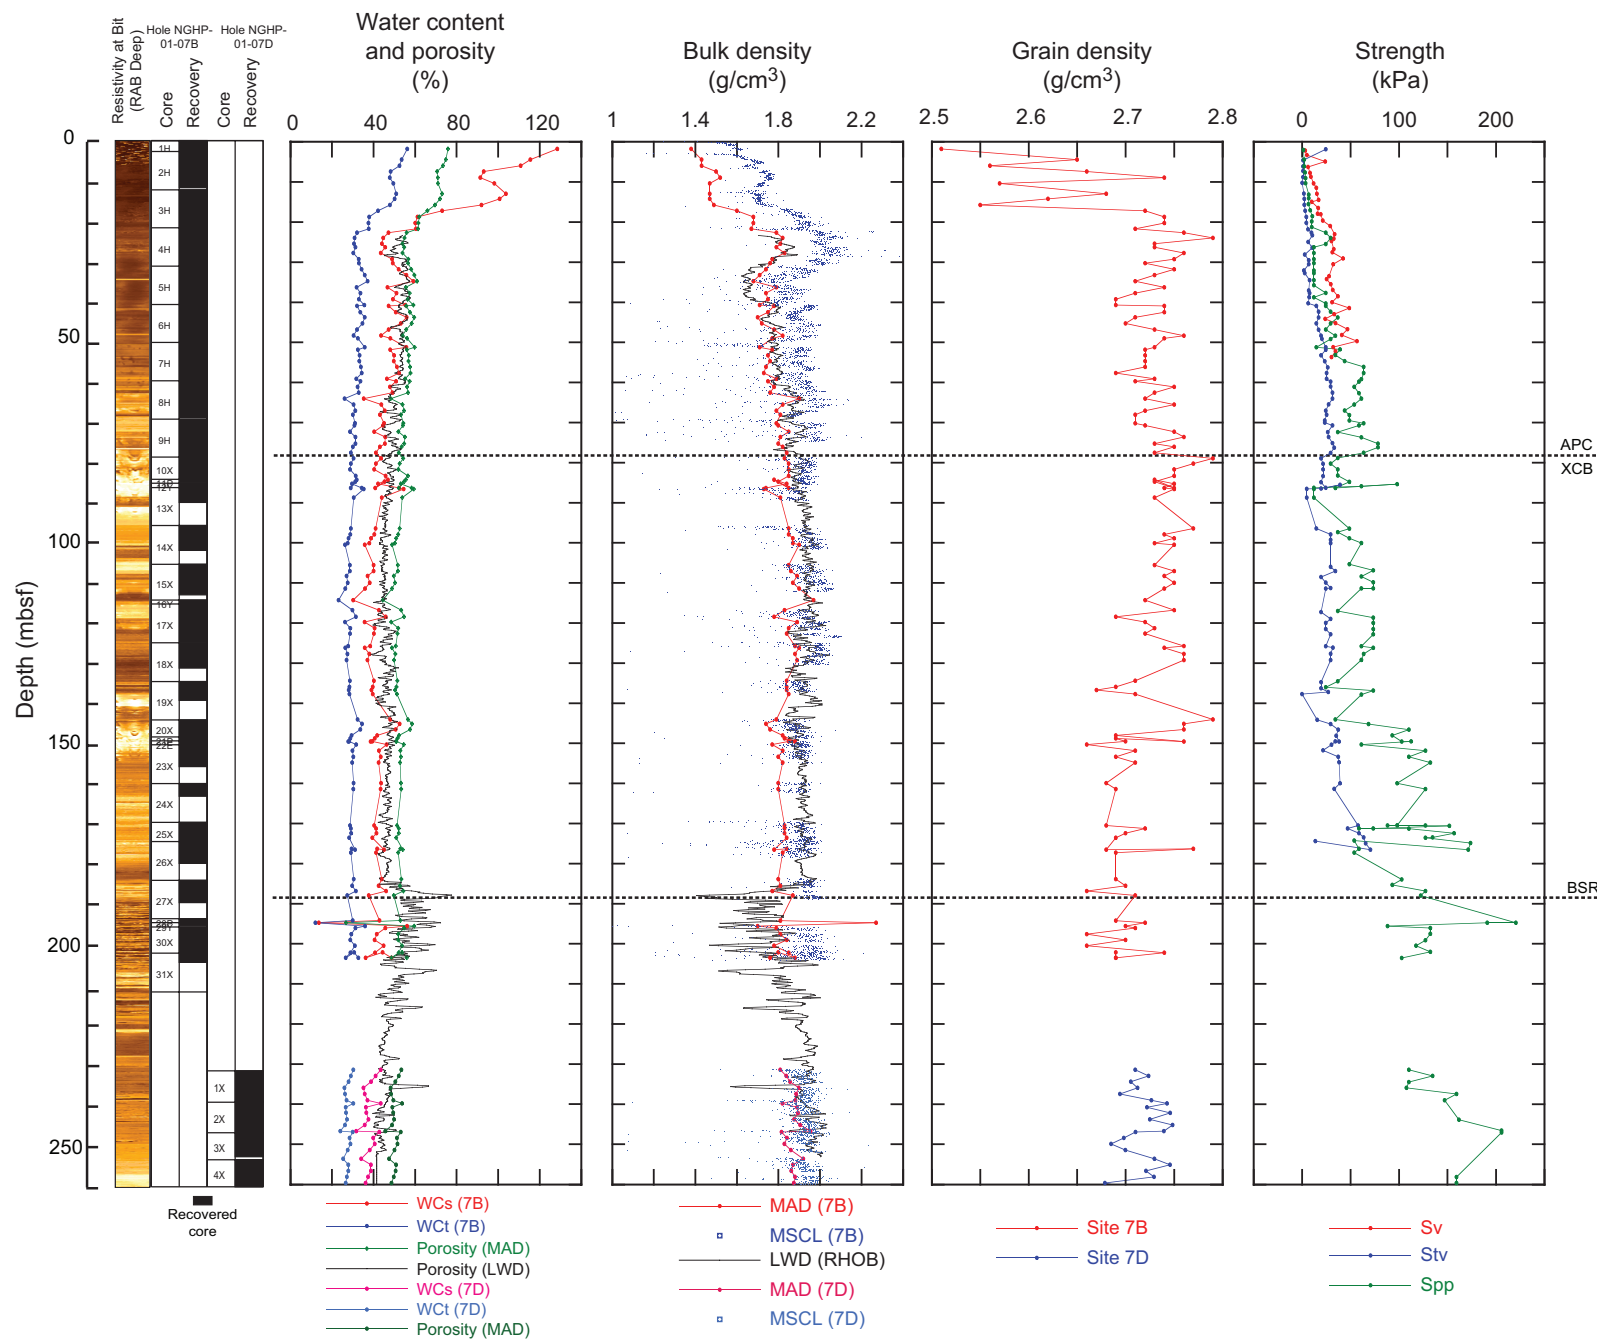 Resistivity at Bit
(RAB Deep)
Hole NGHP-
01-07B
Hole NGHP-
01-07D
Core
Recovery
Core
Recovery
Water content
and porosity
(%)
Bulk density
(g/cm3)
Grain density
(g/cm3)
Strength
(kPa)
0 40 80 120
1 1.4 1.8 2.2
2.5 2.6 2.7 2.8
0 100 200
Depth (mbsf)
0
50
100
150
200
250
1H
2H
3H
4H
5H
6H
7H
8H
9H
10X
12Y
13X
14X
15X
16Y
17X
18X
19X
20X
22E
23X
24X
25X
26X
27X
30X
31X
1X
2X
3X
4X
APC
XCB
BSR
Recovered
core
WCs (7B)
WCt (7B)
Porosity (MAD)
Porosity (LWD)
WCs (7D)
WCt (7D)
Porosity (MAD)
MAD (7B)
MSCL (7B)
LWD (RHOB)
MAD (7D)
MSCL (7D)
Site 7B
Site 7D
Sv
Stv
Spp